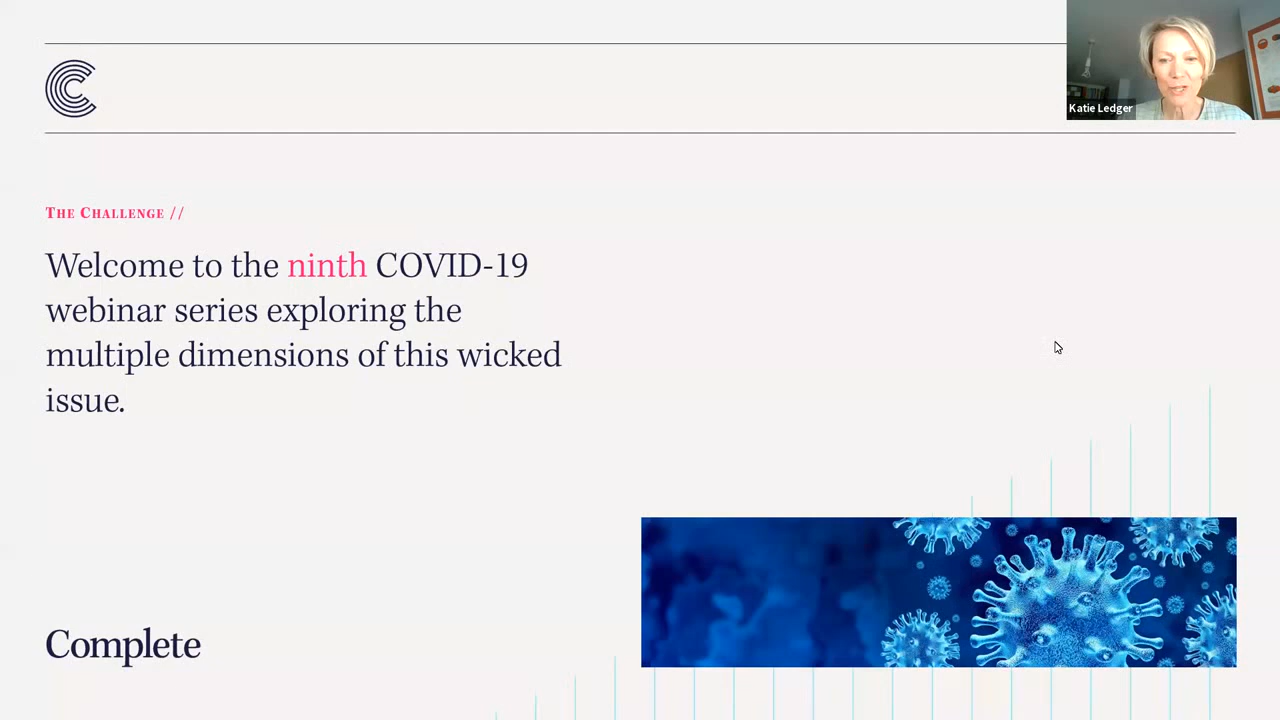 Katie Ledger
The Challenge //
Welcome to the ninth COVID-19
webinar series exploring the
multiple dimensions of this wicked
issue.
Complete